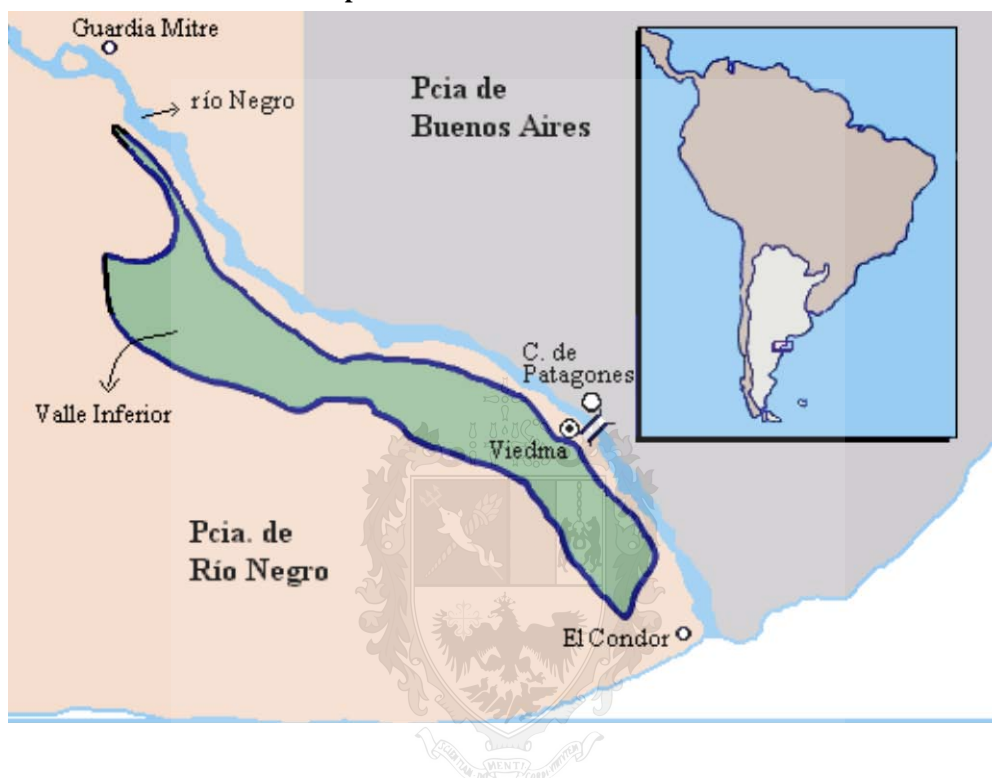 Guardia Mitre
río Negro
Pcia de
Buenos Aires
C. de
Patagones
Valle Inferior
Viedma
Pcia. de
Río Negro
El Condor